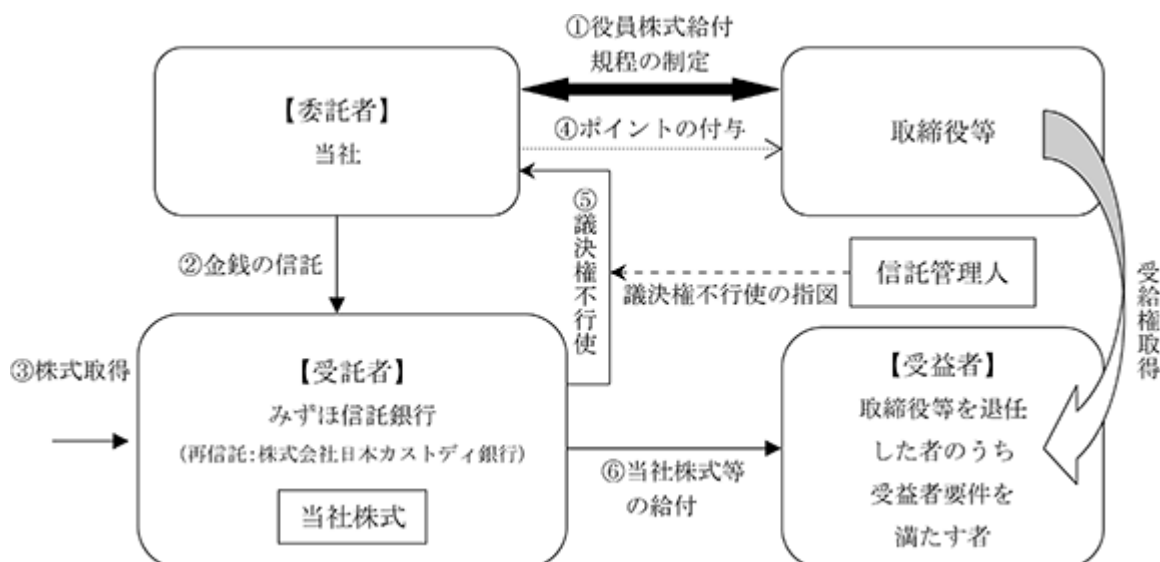 ①役員株式給付
規程の制定
【委託者】
当社
④ポイントの付与
取締役等
②金銭の信託
⑤議決権不行使
議決権不行使の指図
信託管理人
受給権取得
③株式取得
【受託者】
みずほ信託銀行
(再信託:株式会社日本カストディ銀行)
当社株式
⑥当社株式等
の給付
【受益者】
取締役等を退任
した者のうち
受益者要件を
満たす者